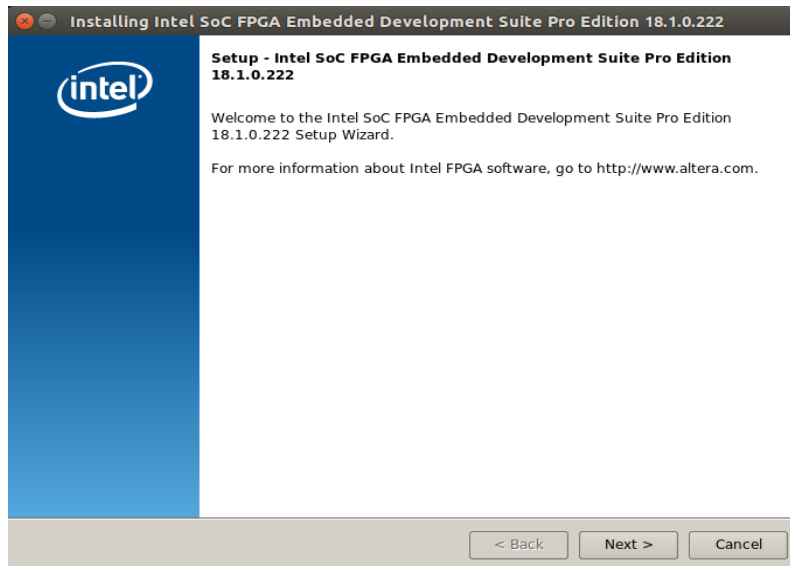 Installing Intel SoC FPGA Embedded Development Suite Pro Edition 18.1.0.222
intel
Setup - Intel SoC FPGA Embedded Development Suite Pro Edition
18.1.0.222
Welcome to the Intel SoC FPGA Embedded Development Suite Pro Edition
18.1.0.222 Setup Wizard.
For more information about Intel FPGA software, go to http://www.altera.com.
< Back Next > Cancel